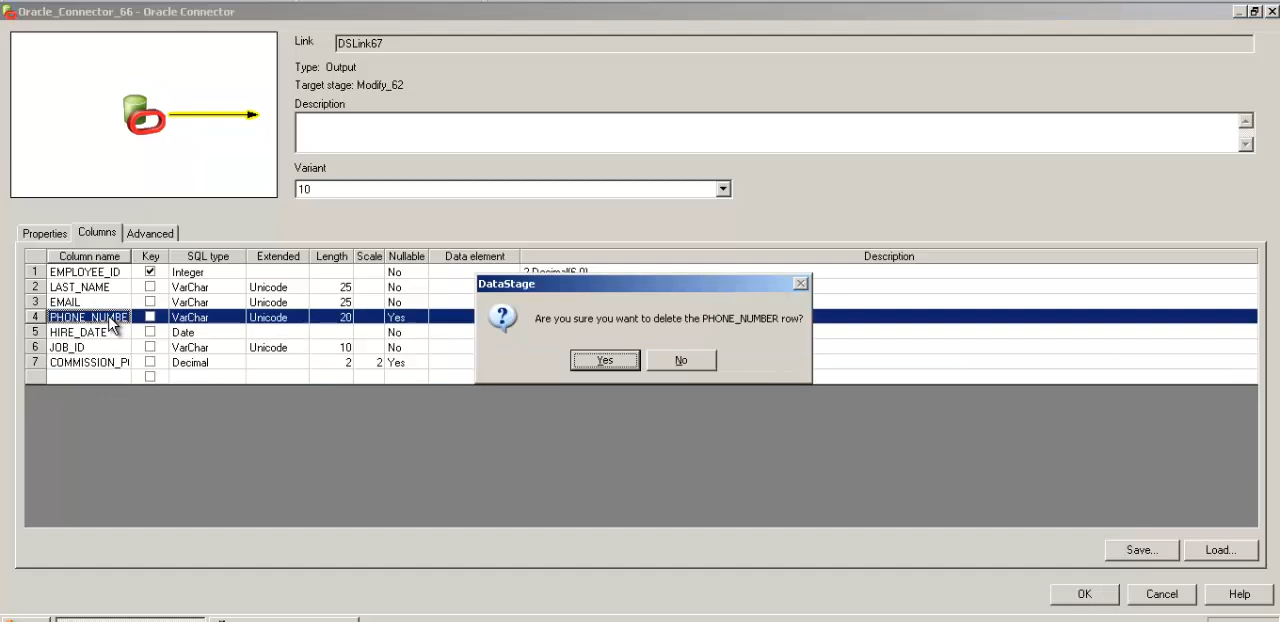 Oracle_Connector_66 - Oracle Connector
Link DSLink67
Type: Output
Target stage: Modify_62
Description
Variant
10
Properties Columns Advanced
Column name Key SQL type Extended Length Scale Nullable Data element Description
1 EMPLOYEE_ID Integer No
2 LAST_NAME VarChar Unicode 25 No
3 EMAIL VarChar Unicode 25 No
4 PHONE_NUMBE VarChar Unicode 20 Yes
5 HIRE_DATE Date No
6 JOB_ID VarChar Unicode 10 No
7 COMMISSION_P Decimal 2 2 Yes
DataStage
? Are you sure you want to delete the PHONE_NUMBER row?
Yes No
Save... Load...
OK Cancel Help